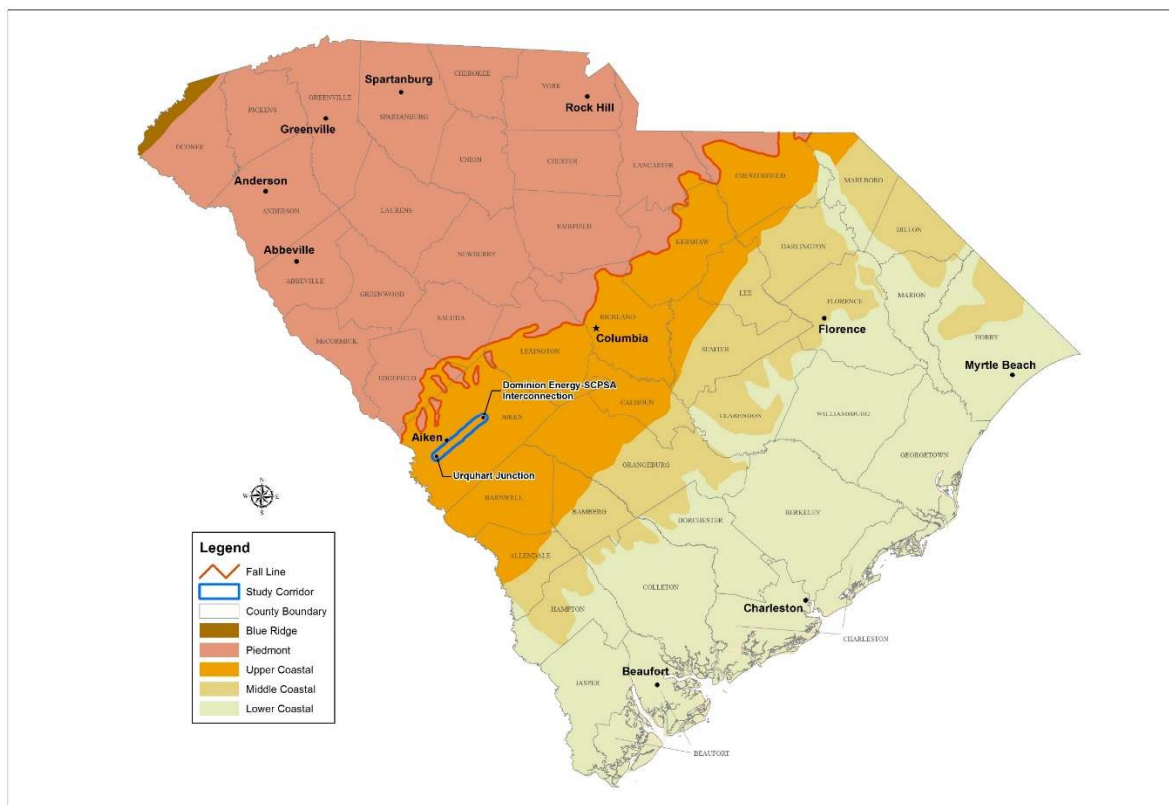 Spartanburg
CHEROKEE
YORK
Rock Hill
PICKENS
GREENVILLE
Greenville
SPARTANBURG
OCONEE
UNION
CHESTER
LANCASTER
CHESTERFIELD
MARLBORO
Anderson
ANDERSON
LAURENS
DILLON
FAIRFIELD
KERSHAW
DARLINGTON
Abbeville
NEWBERRY
ABBEVILLE
GREENWOOD
LEE
FLORENCE
MARION
SALUDA
RICHLAND
Columbia
Florence
HORRY
McCORMICK
LEXINGTON
SUMTER
Myrtle Beach
EDGEFIELD
Dominion Energy-SCPSA
Interconnection
CALHOUN
CLARENDON
WILLIAMSBURG
AIKEN
Aiken
GEORGETOWN
Urquhart Junction
ORANGEBURG
BARNWELL
BAMBERG
DORCHESTER
BERKELEY
ALLENDALE
COLLETON
HAMPTON
Charleston
CHARLESTON
Beaufort
JASPER
BEAUFORT
N
W
E
S
Legend
Fall Line
Study Corridor
County Boundary
Blue Ridge
Piedmont
Upper Coastal
Middle Coastal
Lower Coastal